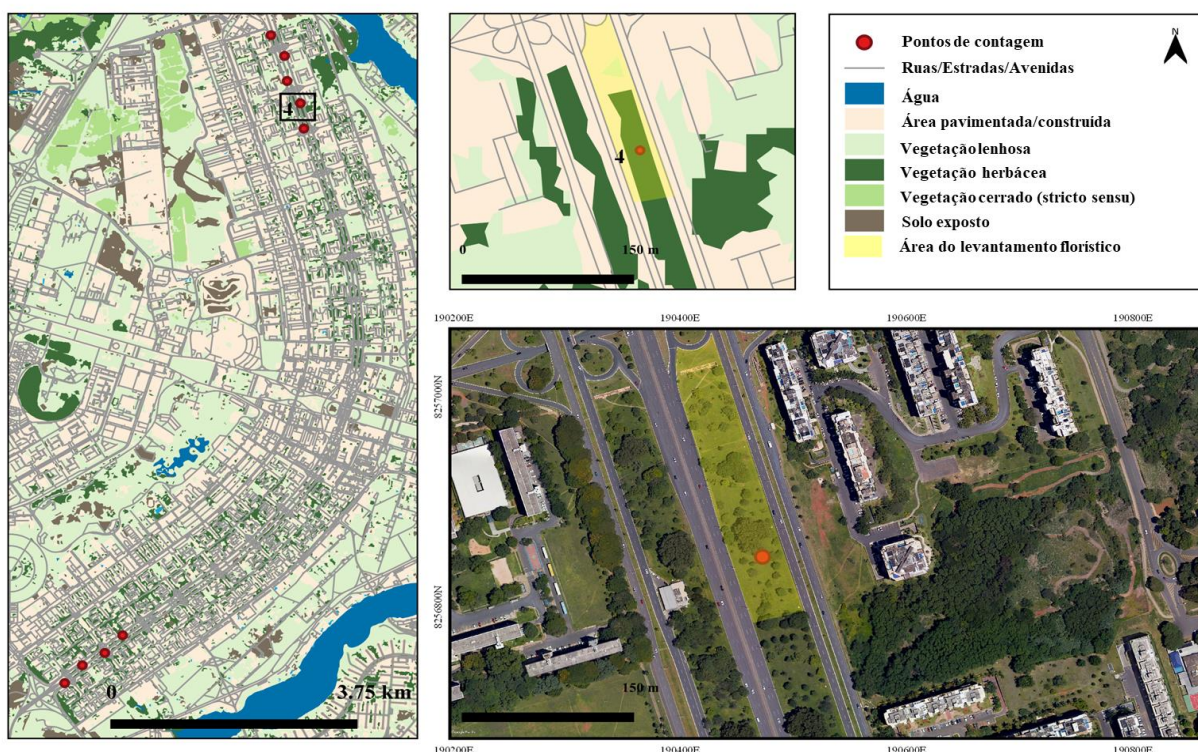 4
0
3.75 km
4
0
150 m
N
Pontos de contagem
Ruas/Estradas/Avenidas
Água
Área pavimentada/construída
Vegetação lenhosa
Vegetação herbácea
Vegetação cerrado (stricto sensu)
Solo exposto
Área do levantamento florístico
190200E
190400E
190600E
190800E
8257000N
8256800N
0
150 m
190200E
190400E
190600E
190800E